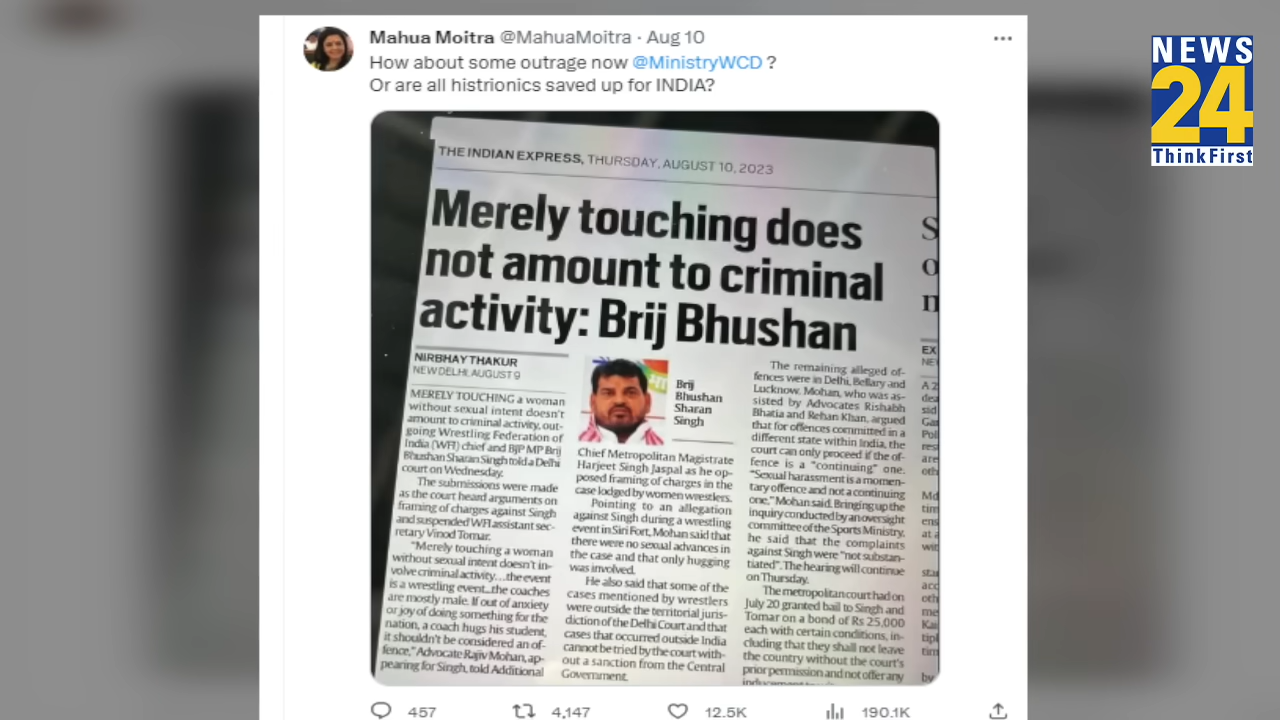 Mahua Moitra @MahuaMoitra · Aug 10
How about some outrage now @MinistryWCD ?
Or are all histrionics saved up for INDIA?
NEWS
24
ThinkFirst
THE INDIAN EXPRESS, THURSDAY, AUGUST 10, 2023
Merely touching does
not amount to criminal
activity: Brij Bhushan
NIRBHAY THAKUR
NEW DELHI, AUGUST 9
MERELY TOUCHING a woman
without sexual intent doesn't
amount to criminal activity, out-
going Wrestling Federation of
India (WFI) chief and BJP MP Brij
Bhushan Sharan Singh told a Delhi
court on Wednesday.
The submissions were made
as the court heard arguments on
framing of charges against Singh
and suspended WFI assistant sec-
retary Vinod Tomar.
"Merely touching a woman
without sexual intent doesn't in-
volve criminal activity...the event
is a wrestling event...the coaches
are mostly male. If out of anxiety
or joy of doing something for the
nation, a coach hugs his student,
it shouldn't be considered an of-
fence," Advocate Rajiv Mohan, ap-
pearing for Singh, told Additional
Brij
Bhushan
Sharan
Singh
Chief Metropolitan Magistrate
Harjeet Singh Jaspal as he op-
posed framing of charges in the
case lodged by women wrestlers.
Pointing to an allegation
against Singh during a wrestling
event in Siri Fort, Mohan said that
there were no sexual advances in
the case and that only hugging
was involved.
He also said that some of the
cases mentioned by wrestlers
were outside the territorial juris-
diction of the Delhi Court and that
cases that occurred outside India
cannot be tried by the court with-
out a sanction from the Central
Government.
The remaining alleged of-
fences were in Delhi, Bellary and
Lucknow. Mohan, who was as-
sisted by Advocates Rishabh
Bhatia and Rehan Khan, argued
that for offences committed in a
different state within India, the
court can only proceed if the of-
fence is a "continuing" one.
"Sexual harassment is a momen-
tary offence and not a continuing
one," Mohan said. Bringing up the
inquiry conducted by an oversight
committee of the Sports Ministry,
he said that the complaints
against Singh were "not substan-
tiated". The hearing will continue
on Thursday.
The metropolitan court had on
July 20 granted bail to Singh and
Tomar on a bond of Rs 25,000
each with certain conditions, in-
cluding that they shall not leave
the country without the court's
prior permission and not offer any
457 4,147 12.5K 190.1K